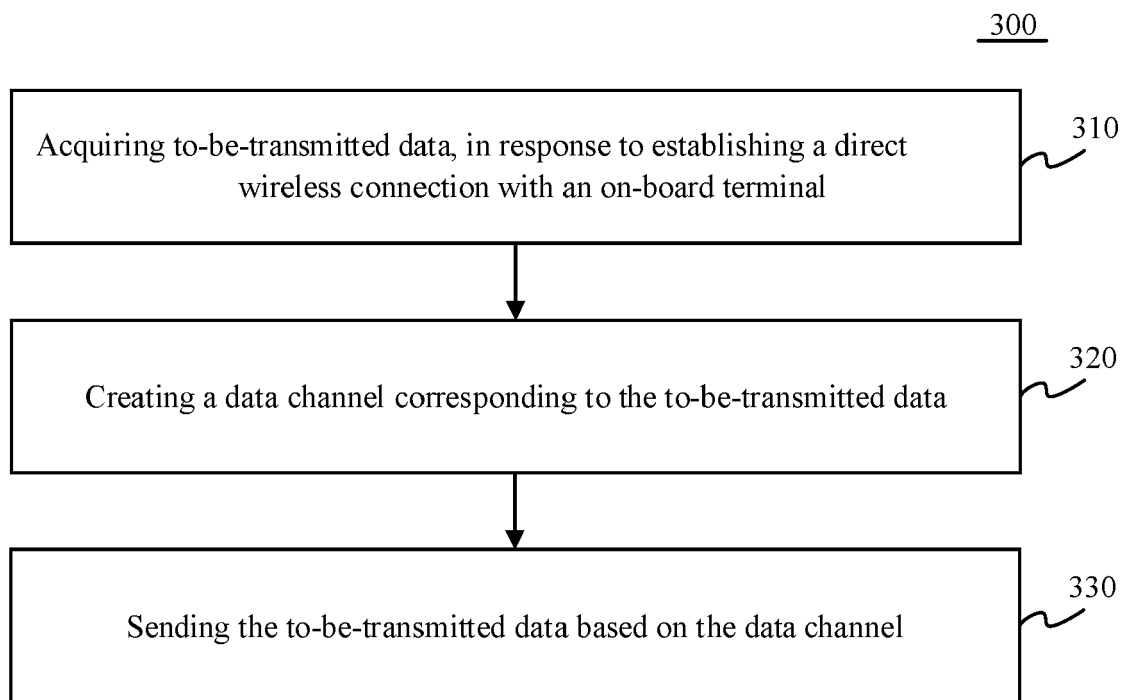 300
Acquiring to-be-transmitted data, in response to establishing a direct
wireless connection with an on-board terminal
310
Creating a data channel corresponding to the to-be-transmitted data
320
Sending the to-be-transmitted data based on the data channel
330